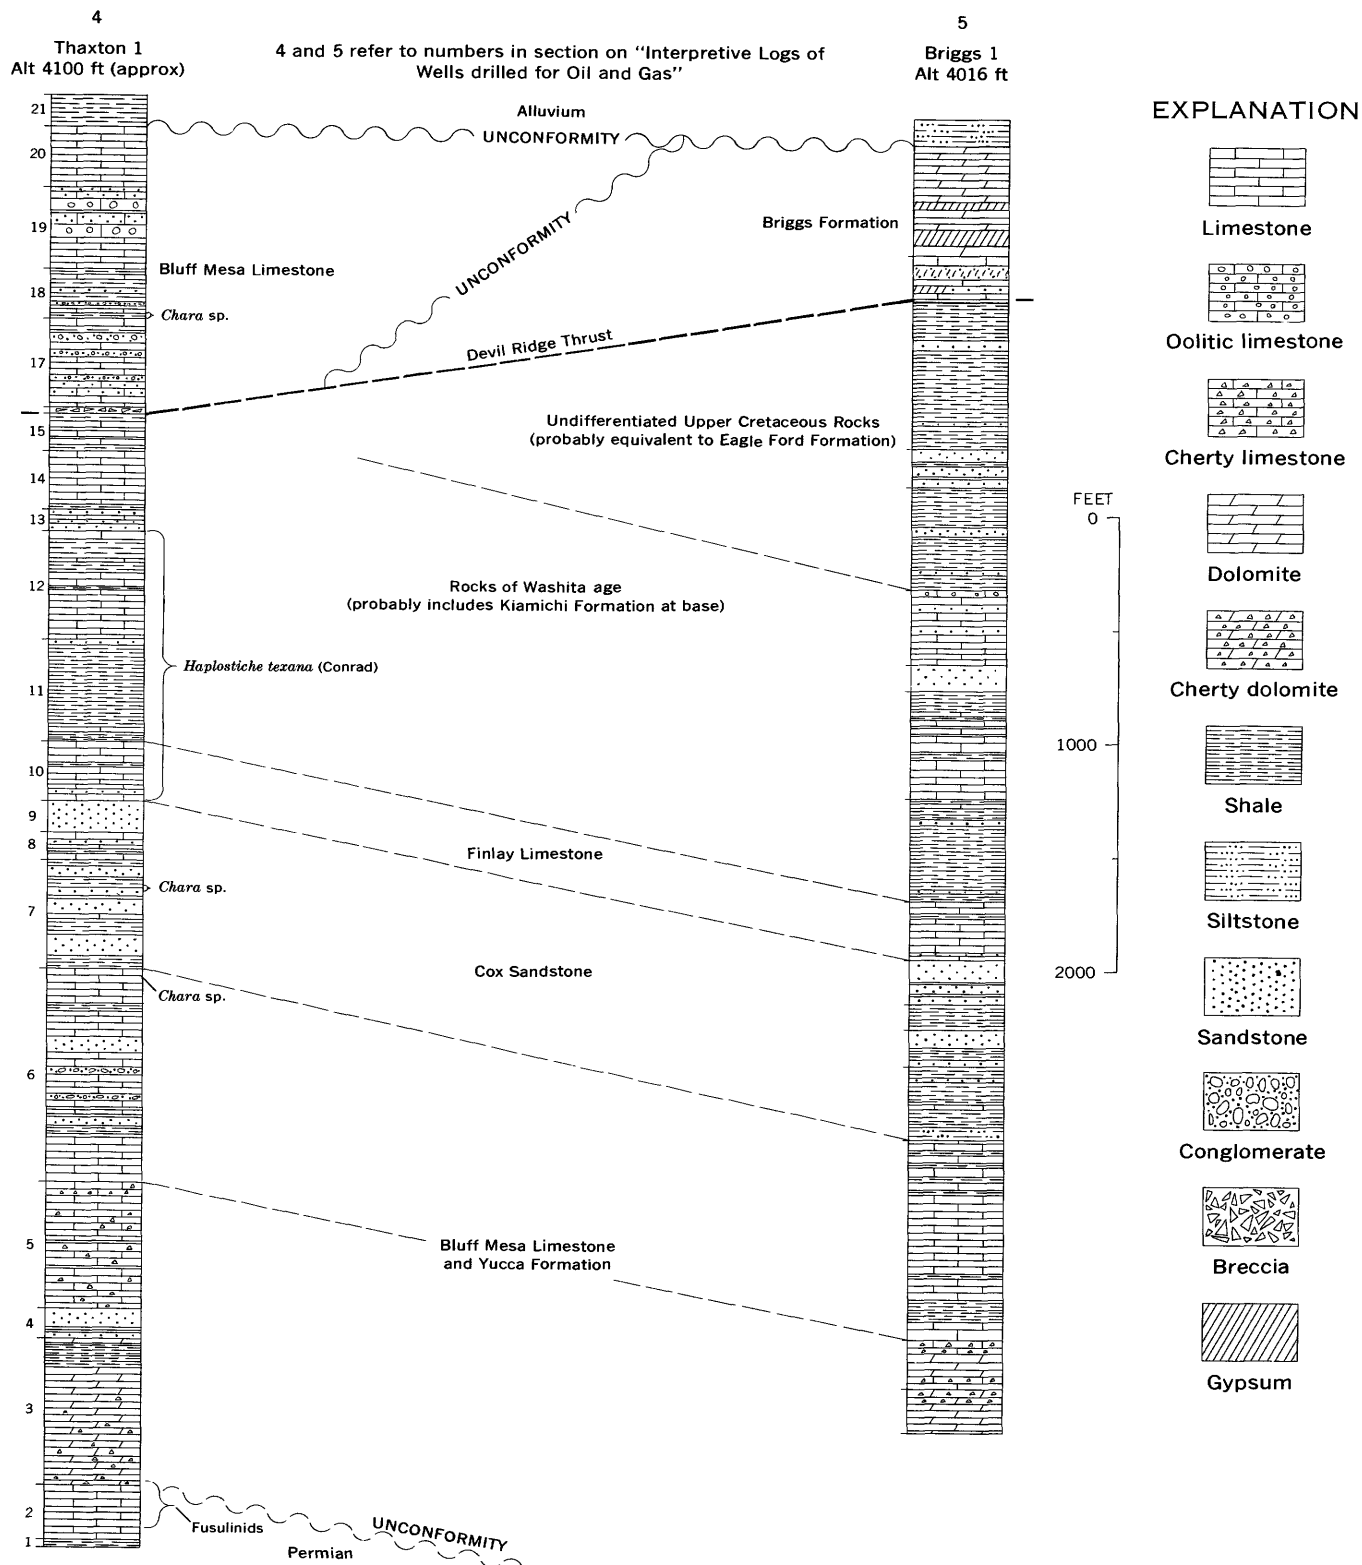 4
Thaxton 1
Alt 4100 ft (approx)
4 and 5 refer to numbers in section on "Interpretive Logs of
Wells drilled for Oil and Gas"
5
Briggs 1
Alt 4016 ft
21
20
19
18
17
15
14
13
12
11
10
9
8
7
6
5
4
3
2
1
Alluvium
UNCONFORMITY
UNCONFORMITY
Briggs Formation
Bluff Mesa Limestone
Chara sp.
Devil Ridge Thrust
Undifferentiated Upper Cretaceous Rocks
(probably equivalent to Eagle Ford Formation)
Rocks of Washita age
(probably includes Kiamichi Formation at base)
Haplostiche texana (Conrad)
Finlay Limestone
Chara sp.
Cox Sandstone
Chara sp.
Bluff Mesa Limestone
and Yucca Formation
Fusulinids
UNCONFORMITY
Permian
FEET
0
1000
2000
EXPLANATION
Limestone
Oolitic limestone
Cherty limestone
Dolomite
Cherty dolomite
Shale
Siltstone
Sandstone
Conglomerate
Breccia
Gypsum